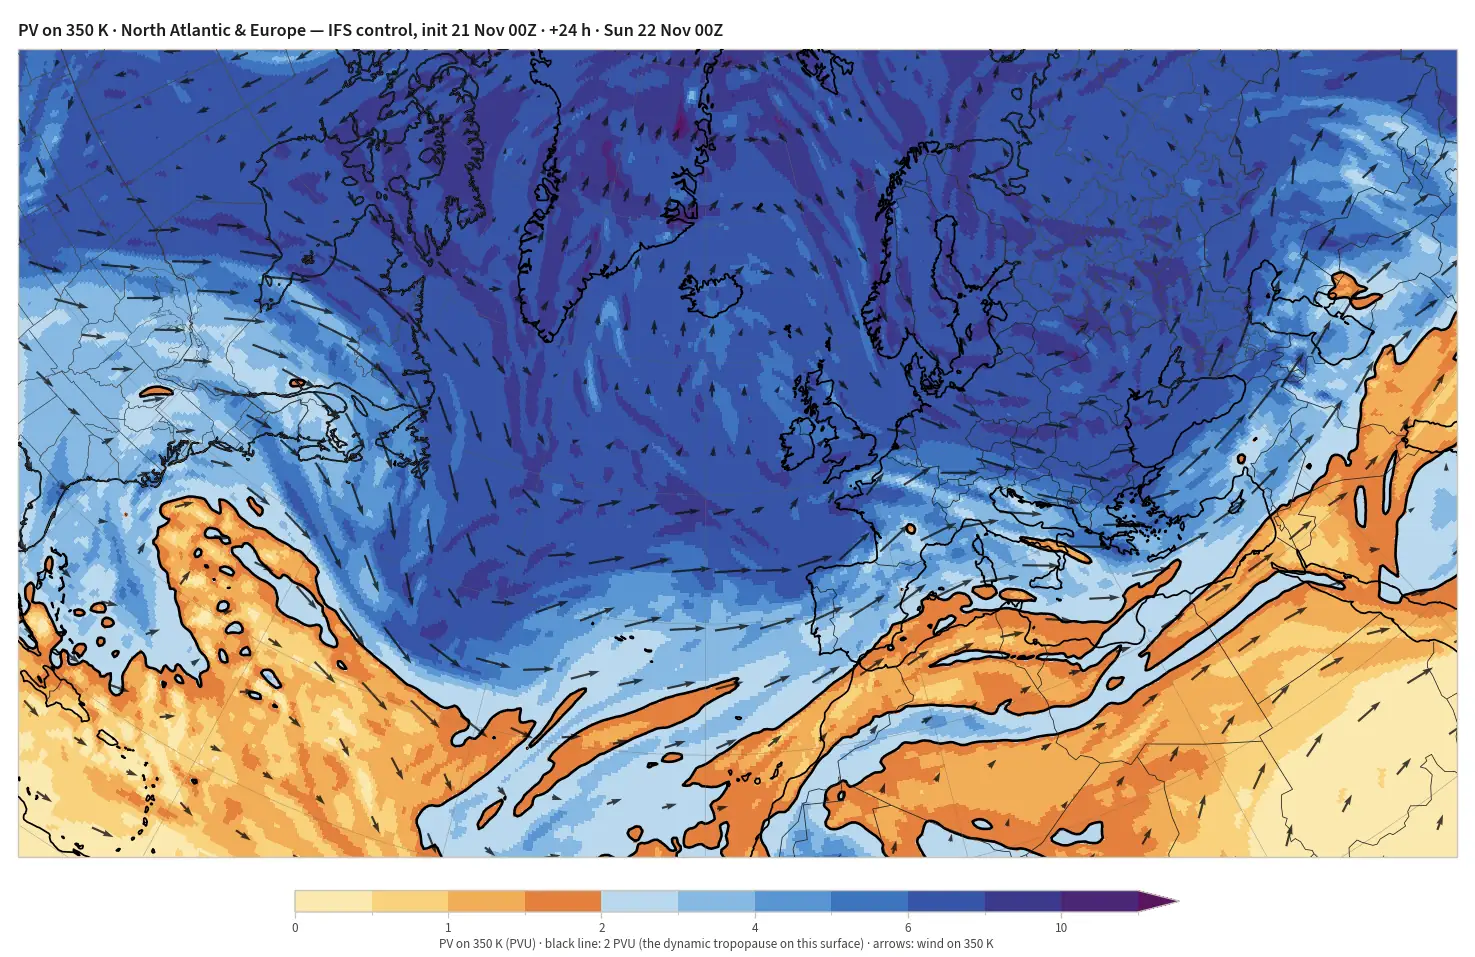 PV on 350 K · North Atlantic & Europe — IFS control, init 21 Nov 00Z · +24 h · Sun 22 Nov 00Z
0 1 2 4 6 10
PV on 350 K (PVU) · black line: 2 PVU (the dynamic tropopause on this surface) · arrows: wind on 350 K